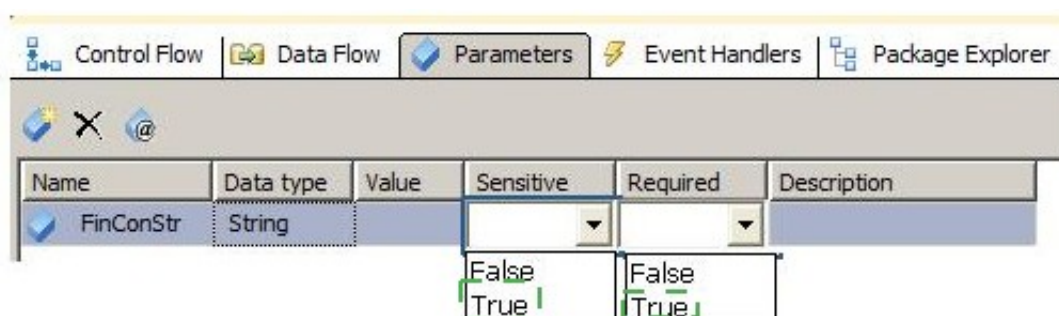 Control Flow Data Flow Parameters Event Handlers Package Explorer
Name Data type Value Sensitive Required Description
FinConStr String
False False
True True